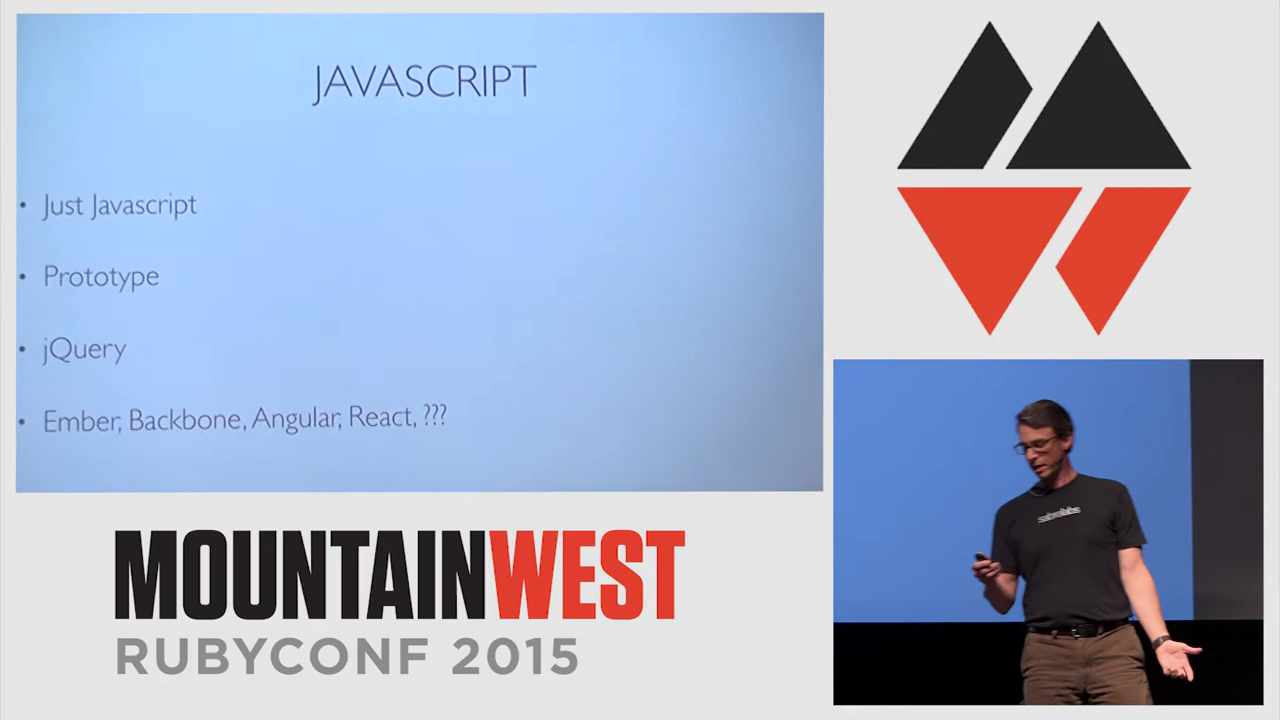 JAVASCRIPT
• Just Javascript
• Prototype
• jQuery
• Ember, Backbone, Angular, React, ???
MOUNTAINWEST
RUBYCONF 2015